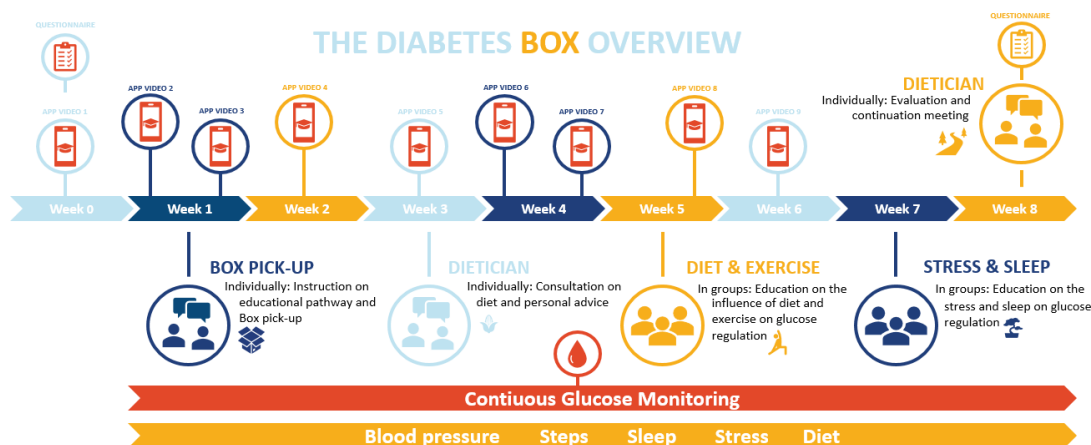 THE DIABETES BOX OVERVIEW
QUESTIONNAIRE
QUESTIONNAIRE
APP VIDEO 1
APP VIDEO 2
APP VIDEO 3
APP VIDEO 4
APP VIDEO 5
APP VIDEO 6
APP VIDEO 7
APP VIDEO 8
APP VIDEO 9
DIETICIAN
Individually: Evaluation and
continuation meeting
Week 0
Week 1
Week 2
Week 3
Week 4
Week 5
Week 6
Week 7
Week 8
BOX PICK-UP
Individually: Instruction on
educational pathway and
Box pick-up
DIETICIAN
Individually: Consultation on
diet and personal advice
DIET & EXERCISE
In groups: Education on the
influence of diet and
exercise on glucose
regulation
STRESS & SLEEP
In groups: Education on the
stress and sleep on glucose
regulation
Contiuous Glucose Monitoring
Blood pressure Steps Sleep Stress Diet